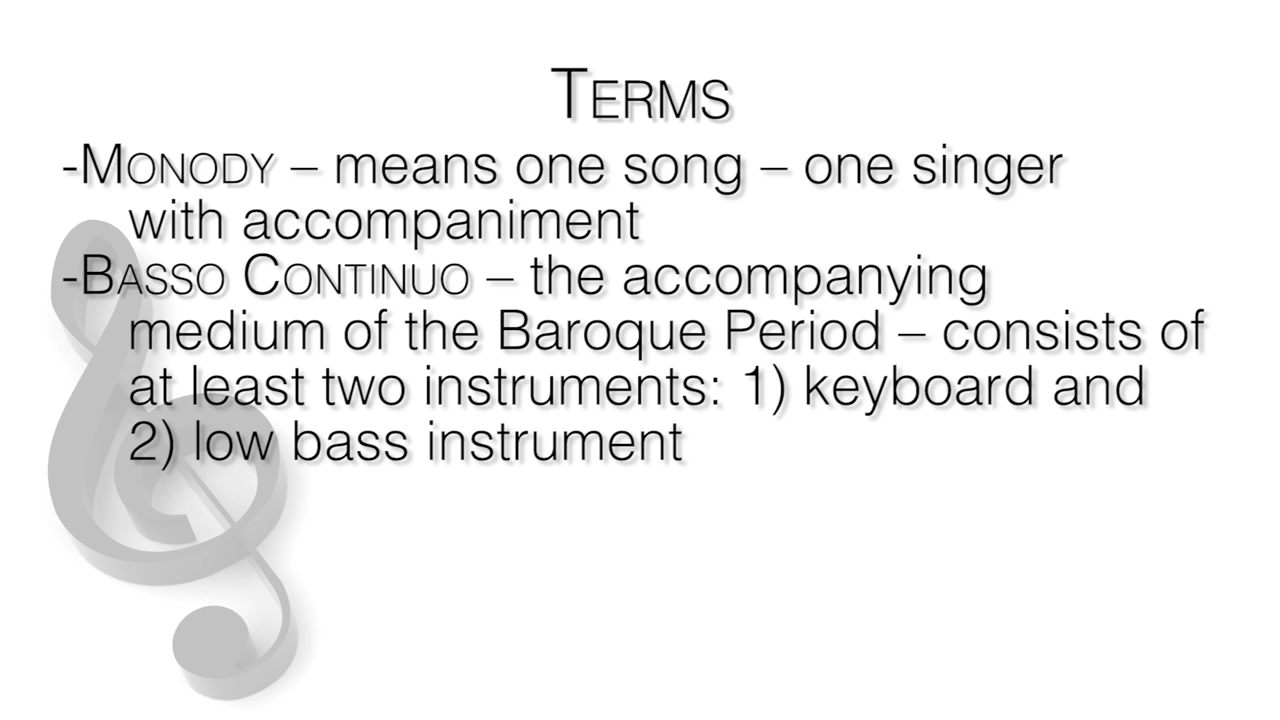 TERMS
-MONODY – means one song – one singer
with accompaniment
-BASSO CONTINUO – the accompanying
medium of the Baroque Period – consists of
at least two instruments: 1) keyboard and
2) low bass instrument